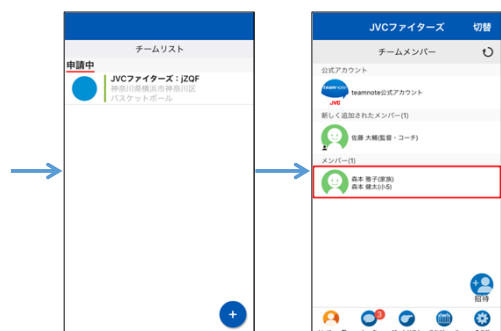 チームリスト
申請中
JVCファイターズ：jZQF
神奈川県横浜市神奈川区
バスケットボール
JVCファイターズ
切替
チームメンバー
公式アカウント
teamnote
JVC
teamnote公式アカウント
新しく追加されたメンバー(1)
佐藤 大輔(監督・コーチ)
メンバー(1)
森本 雅子(家族)
森本 健太(小5)
招待
3